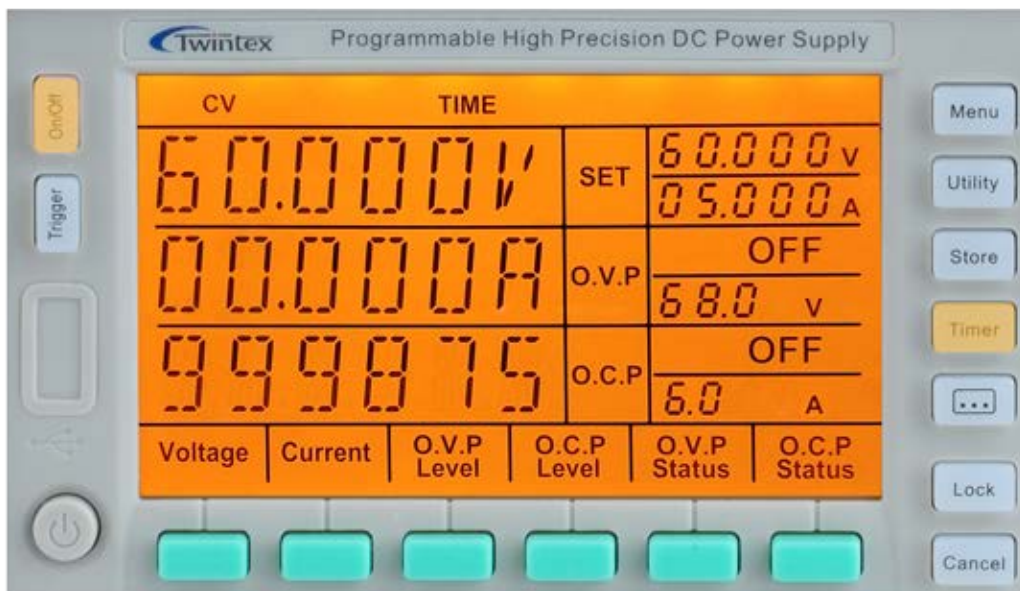 Twintex Programmable High Precision DC Power Supply
On/Off
Trigger
CV TIME
60.000V
SET
60.000 V
05.000 A
00.000A
O.V.P
OFF
68.0 V
999875
O.C.P
OFF
6.0 A
Voltage
Current
O.V.P
Level
O.C.P
Level
O.V.P
Status
O.C.P
Status
Menu
Utility
Store
Timer
...
Lock
Cancel